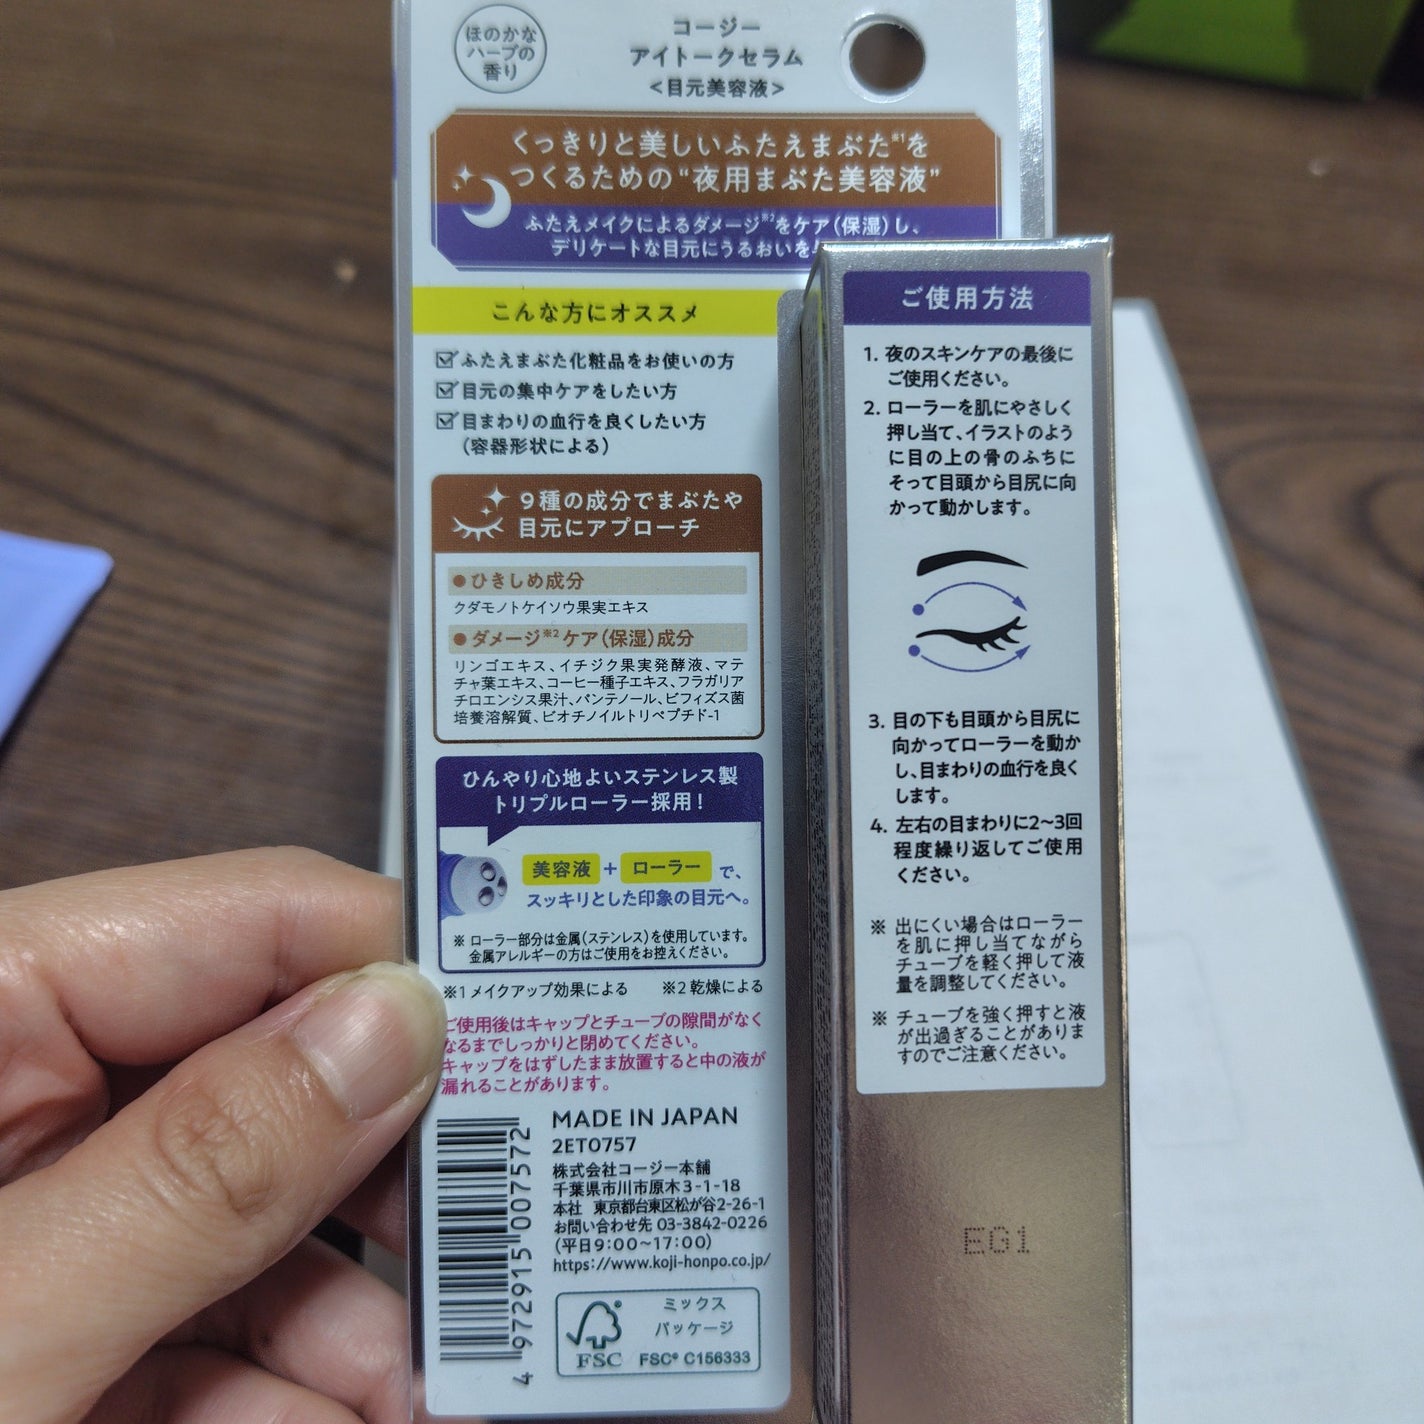 ほのかな
ハーブの
香り
コージー
アイトークセラム
<目元美容液>
くっきりと美しいふたえまぶた※1を
つくるための"夜用まぶた美容液"
ふたえメイクによるダメージ※2をケア(保湿)し、
デリケートな目元にうるおいを
こんな方にオススメ
ふたえまぶた化粧品をお使いの方
目元の集中ケアをしたい方
目まわりの血行を良くしたい方
(容器形状による)
9種の成分でまぶたや
目元にアプローチ
●ひきしめ成分
クダモノトケイソウ果実エキス
●ダメージ※2ケア(保湿)成分
リンゴエキス、イチジク果実発酵液、マテ
チャ葉エキス、コーヒー種子エキス、フラガリア
チロエンシス果汁、パンテノール、ビフィズス菌
培養溶解質、ビオチノイルトリペプチド-1
ひんやり心地よいステンレス製
トリプルローラー採用!
美容液+ローラーで、
スッキリとした印象の目元へ。
※ローラー部分は金属(ステンレス)を使用しています。
金属アレルギーの方はご使用をお控えください。
※1メイクアップ効果による ※2乾燥による
ご使用後はキャップとチューブの隙間がなく
なるまでしっかりと閉めてください。
キャップをはずしたまま放置すると中の液が
漏れることがあります。
MADE IN JAPAN
2ET0757
株式会社コージー本舗
千葉県市川市原木3-1-18
本社 東京都台東区松が谷2-26-1
お問い合わせ先 03-3842-0226
(平日9:00~17:00)
https://www.koji-honpo.co.jp/
4 972915 007572
FSC
ミックス
パッケージ
FSC® C156333
ご使用方法
1. 夜のスキンケアの最後に
ご使用ください。
2. ローラーを肌にやさしく
押し当て、イラストのよう
に目の上の骨のふちに
そって目頭から目尻に向
かって動かします。
3. 目の下も目頭から目尻に
向かってローラーを動か
し、目まわりの血行を良く
します。
4. 左右の目まわりに2~3回
程度繰り返してご使用
ください。
※ 出にくい場合はローラー
を肌に押し当てながら
チューブを軽く押して液
量を調整してください。
※ チューブを強く押すと液
が出過ぎることがありま
すのでご注意ください。
EG1